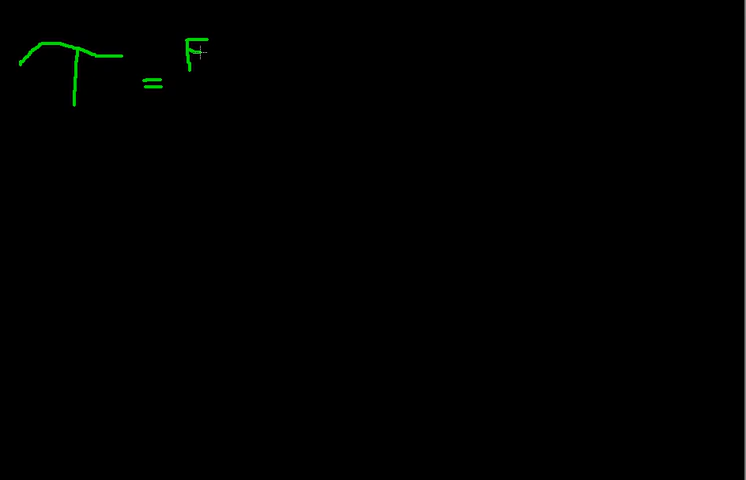 τ = F